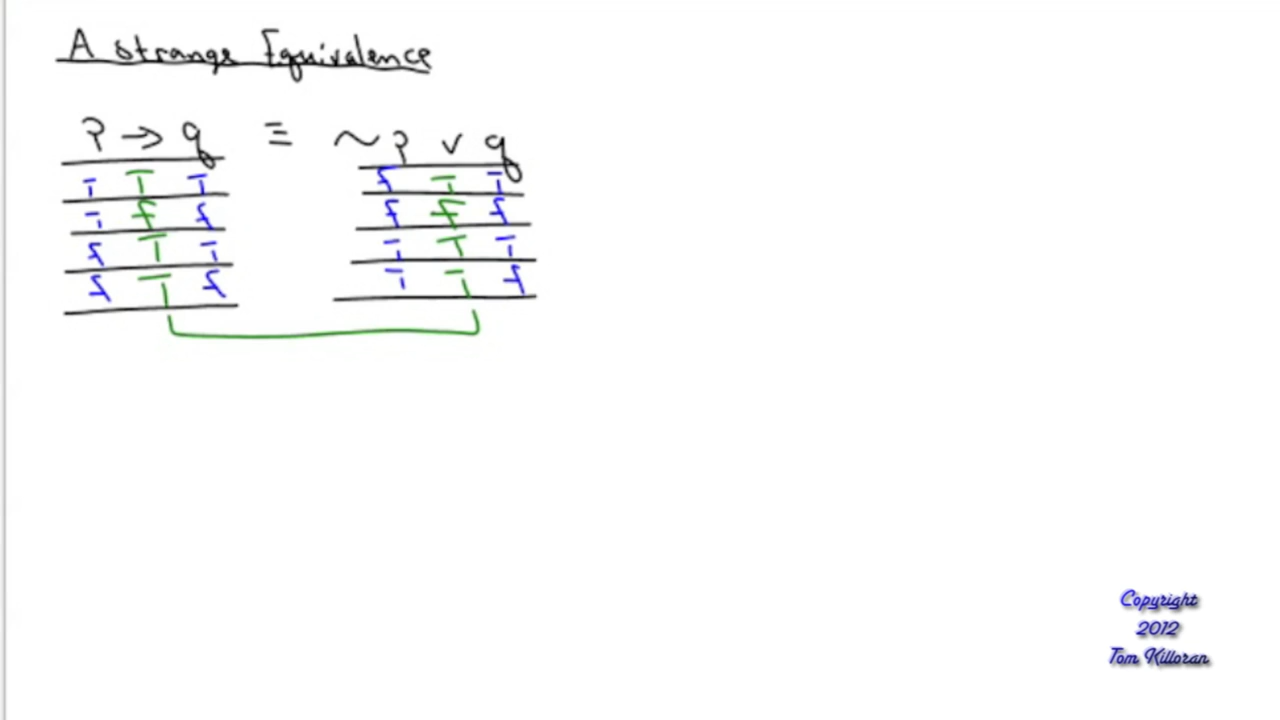 A strange Equivalence
p → q ≡ ~p ∨ q
T T T F T T
T F F F F F
F T T T T T
F T F T T F
Copyright
2012
Tom Killoran